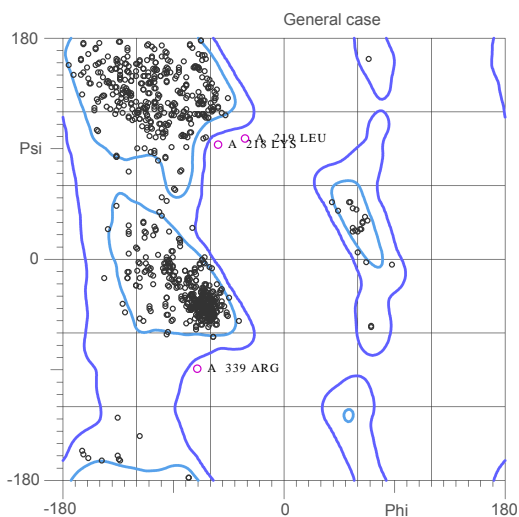 General case
180
A 219 LEU
A 218 LYS
Psi
0
A 339 ARG
-180
-180 0 Phi 180